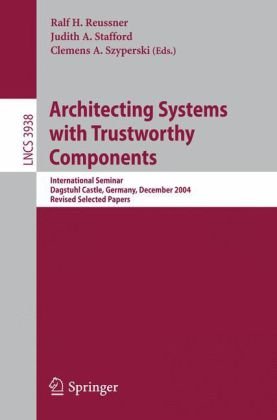 Ralf H. Reussner
Judith A. Stafford
Clemens A. Szyperski (Eds.)
LNCS 3938
Architecting Systems
with Trustworthy
Components
International Seminar
Dagstuhl Castle, Germany, December 2004
Revised Selected Papers
Springer